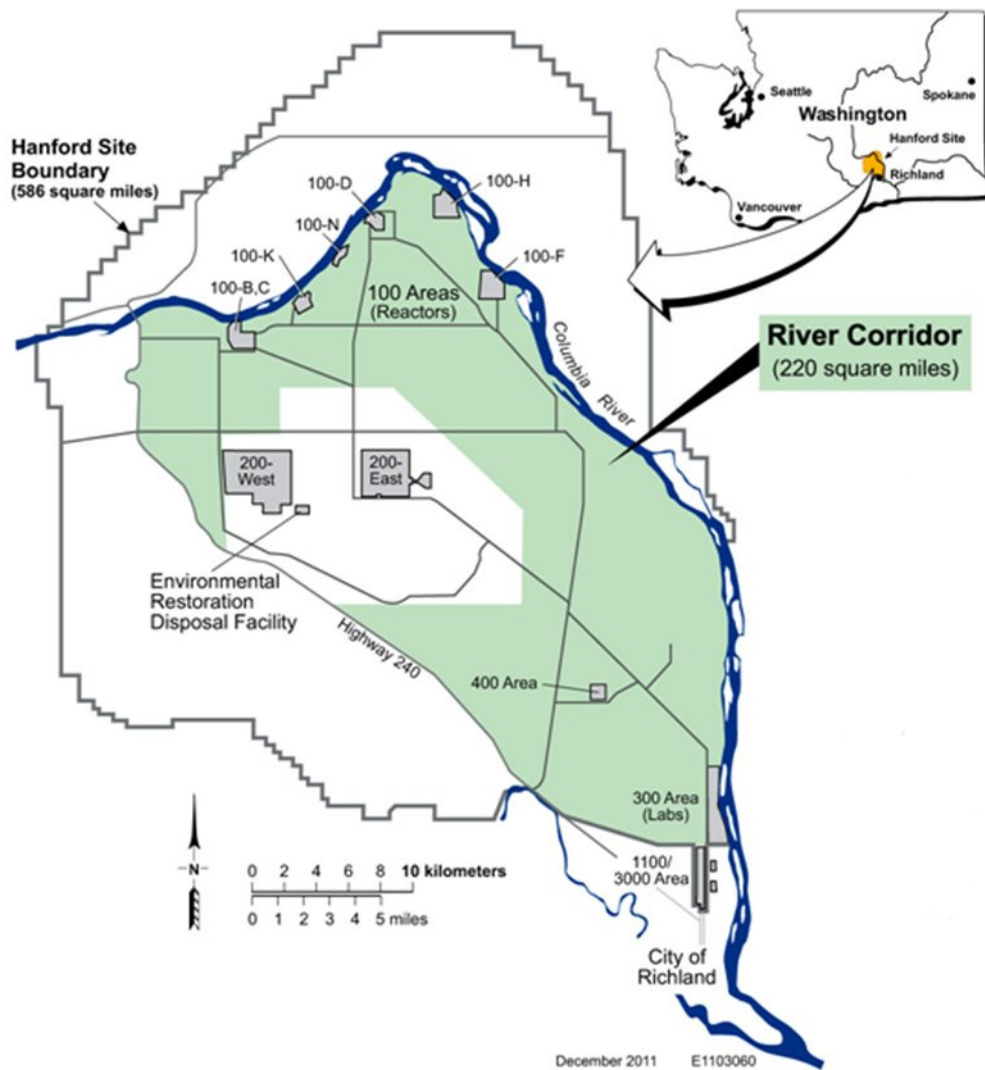 Seattle
Spokane
Washington
Hanford Site
Richland
Vancouver
Hanford Site
Boundary
(586 square miles)
100-H
100-D
100-N
100-F
100-K
100-B,C
100 Areas
(Reactors)
River Corridor
(220 square miles)
Columbia River
200-
West
200-
East
Environmental
Restoration
Disposal Facility
Highway 240
400 Area
300 Area
(Labs)
1100/
3000 Area
N
0 2 4 6 8 10 kilometers
0 1 2 3 4 5 miles
City of
Richland
December 2011 E1103060